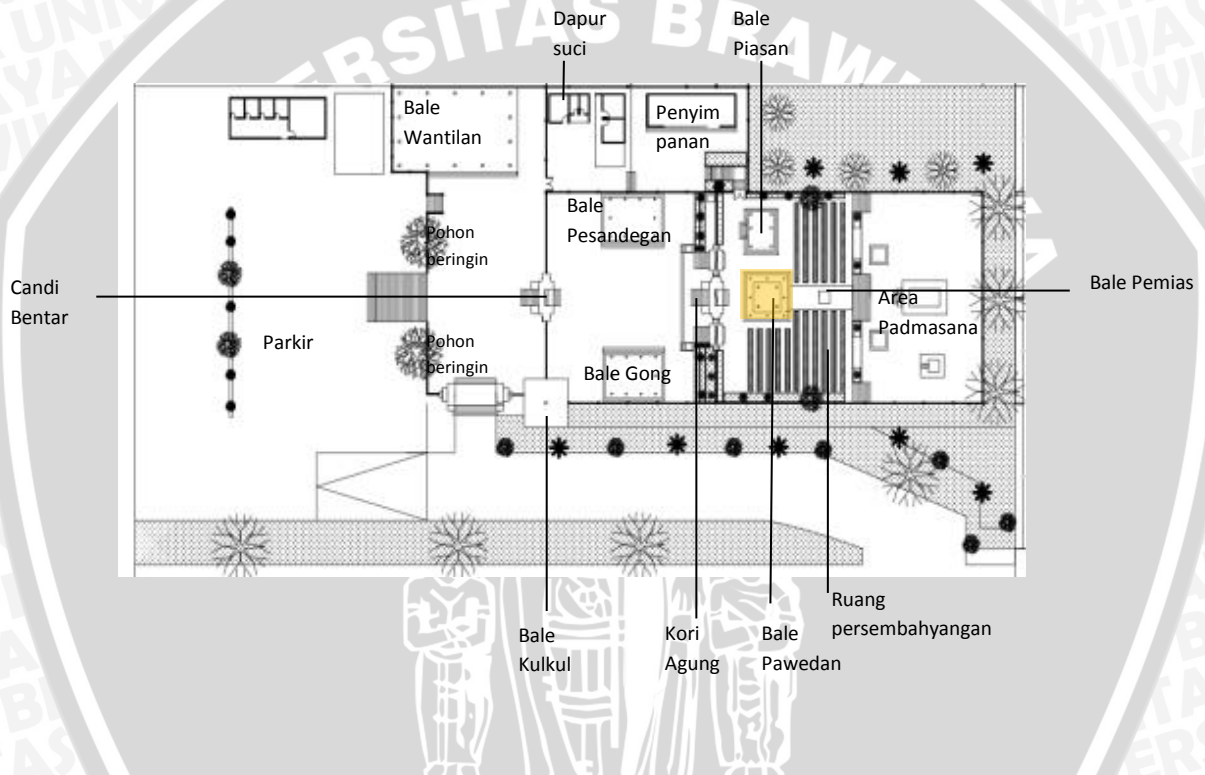 Dapur
suci
Bale
Piasan
Bale
Wantilan
Penyim
panan
Bale
Pesandegan
Pohon
beringin
Candi
Bentar
Bale Pemias
Area
Padmasana
Parkir
Pohon
beringin
Bale Gong
Bale
Kulkul
Kori
Agung
Bale
Pawedan
Ruang
persembahyangan